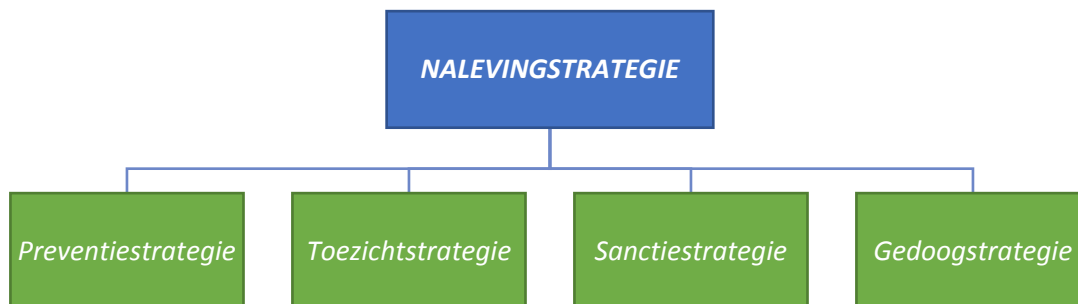 NALEVINGSTRATEGIE
Preventiestrategie
Toezichtstrategie
Sanctiestrategie
Gedoogstrategie